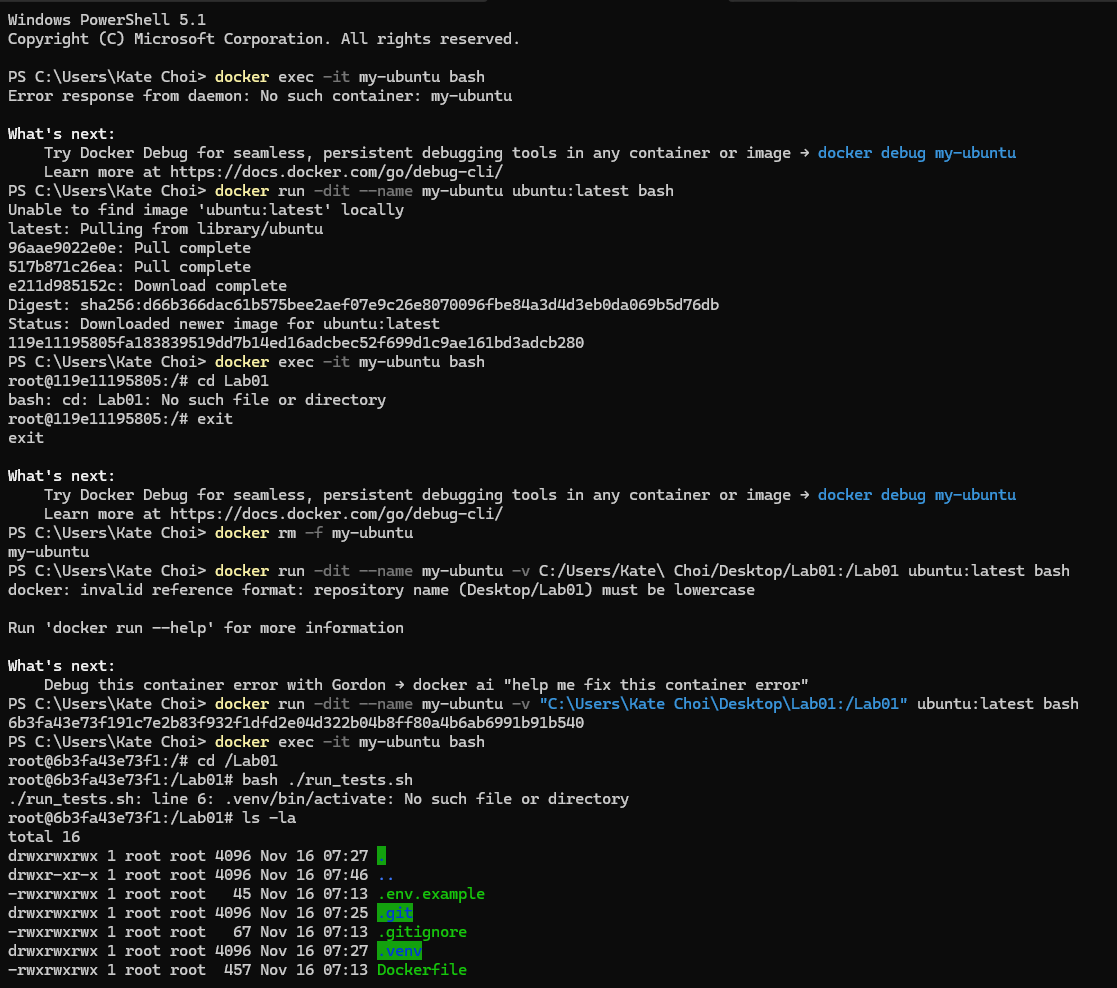 Windows PowerShell 5.1
Copyright (C) Microsoft Corporation. All rights reserved.
PS C:\Users\Kate Choi> docker exec -it my-ubuntu bash
Error response from daemon: No such container: my-ubuntu
What's next:
    Try Docker Debug for seamless, persistent debugging tools in any container or image → docker debug my-ubuntu
    Learn more at https://docs.docker.com/go/debug-cli/
PS C:\Users\Kate Choi> docker run -dit --name my-ubuntu ubuntu:latest bash
Unable to find image 'ubuntu:latest' locally
latest: Pulling from library/ubuntu
96aae9022e0e: Pull complete
517b871c26ea: Pull complete
e211d985152c: Download complete
Digest: sha256:d66b366dac61b575bee2aef07e9c26e8070096fbe84a3d4d3eb0da069b5d76db
Status: Downloaded newer image for ubuntu:latest
119e11195805fa183839519dd7b14ed16adcbec52f699d1c9ae161bd3adcb280
PS C:\Users\Kate Choi> docker exec -it my-ubuntu bash
root@119e11195805:/# cd Lab01
bash: cd: Lab01: No such file or directory
root@119e11195805:/# exit
exit
What's next:
    Try Docker Debug for seamless, persistent debugging tools in any container or image → docker debug my-ubuntu
    Learn more at https://docs.docker.com/go/debug-cli/
PS C:\Users\Kate Choi> docker rm -f my-ubuntu
my-ubuntu
PS C:\Users\Kate Choi> docker run -dit --name my-ubuntu -v C:/Users/Kate\ Choi/Desktop/Lab01:/Lab01 ubuntu:latest bash
docker: invalid reference format: repository name (Desktop/Lab01) must be lowercase
Run 'docker run --help' for more information
What's next:
    Debug this container error with Gordon → docker ai "help me fix this container error"
PS C:\Users\Kate Choi> docker run -dit --name my-ubuntu -v "C:\Users\Kate Choi\Desktop\Lab01:/Lab01" ubuntu:latest bash
6b3fa43e73f191c7e2b83f932f1dfd2e04d322b04b8ff80a4b6ab6991b91b540
PS C:\Users\Kate Choi> docker exec -it my-ubuntu bash
root@6b3fa43e73f1:/# cd /Lab01
root@6b3fa43e73f1:/Lab01# bash ./run_tests.sh
./run_tests.sh: line 6: .venv/bin/activate: No such file or directory
root@6b3fa43e73f1:/Lab01# ls -la
total 16
drwxrwxrwx 1 root root 4096 Nov 16 07:27 .
drwxr-xr-x 1 root root 4096 Nov 16 07:46 ..
-rwxrwxrwx 1 root root   45 Nov 16 07:13 .env.example
drwxrwxrwx 1 root root 4096 Nov 16 07:25 .git
-rwxrwxrwx 1 root root   67 Nov 16 07:13 .gitignore
drwxrwxrwx 1 root root 4096 Nov 16 07:27 .venv
-rwxrwxrwx 1 root root  457 Nov 16 07:13 Dockerfile